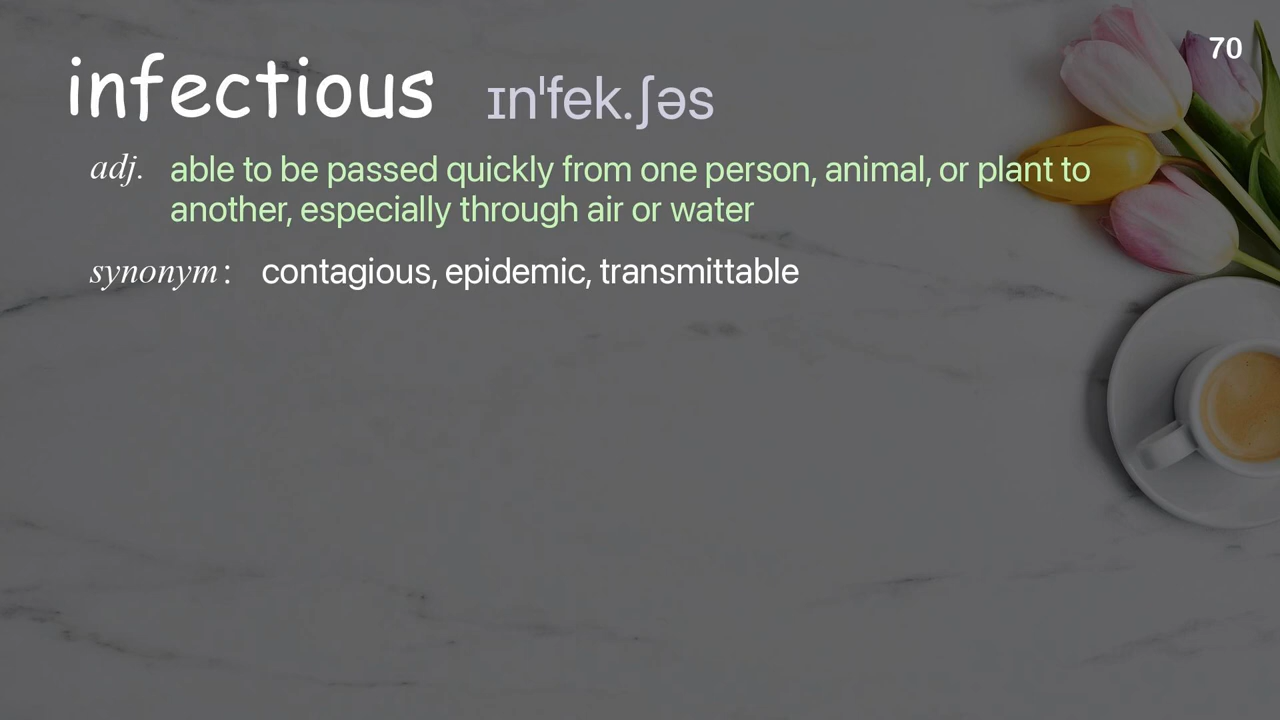 70
infectious ɪnˈfek.ʃəs
adj. able to be passed quickly from one person, animal, or plant to
another, especially through air or water
synonym: contagious, epidemic, transmittable